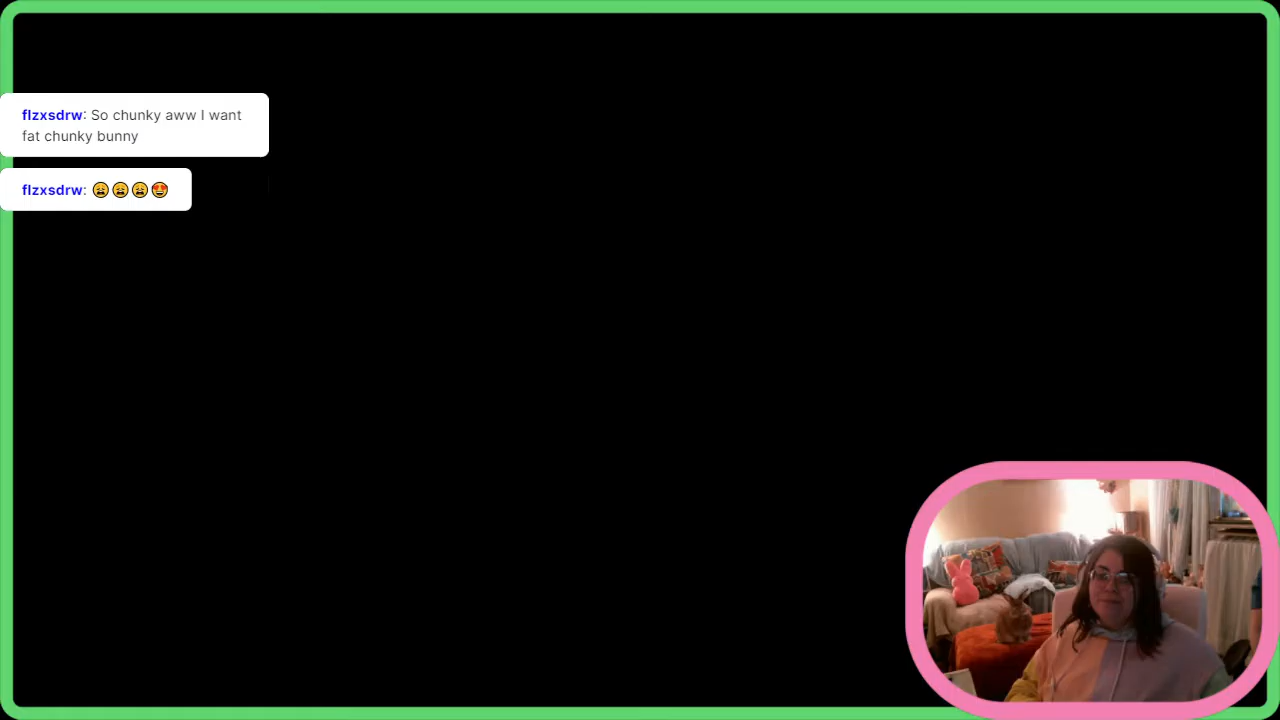 flzxsdrw: So chunky aww I want
fat chunky bunny
flzxsdrw: 😩😩😩😍